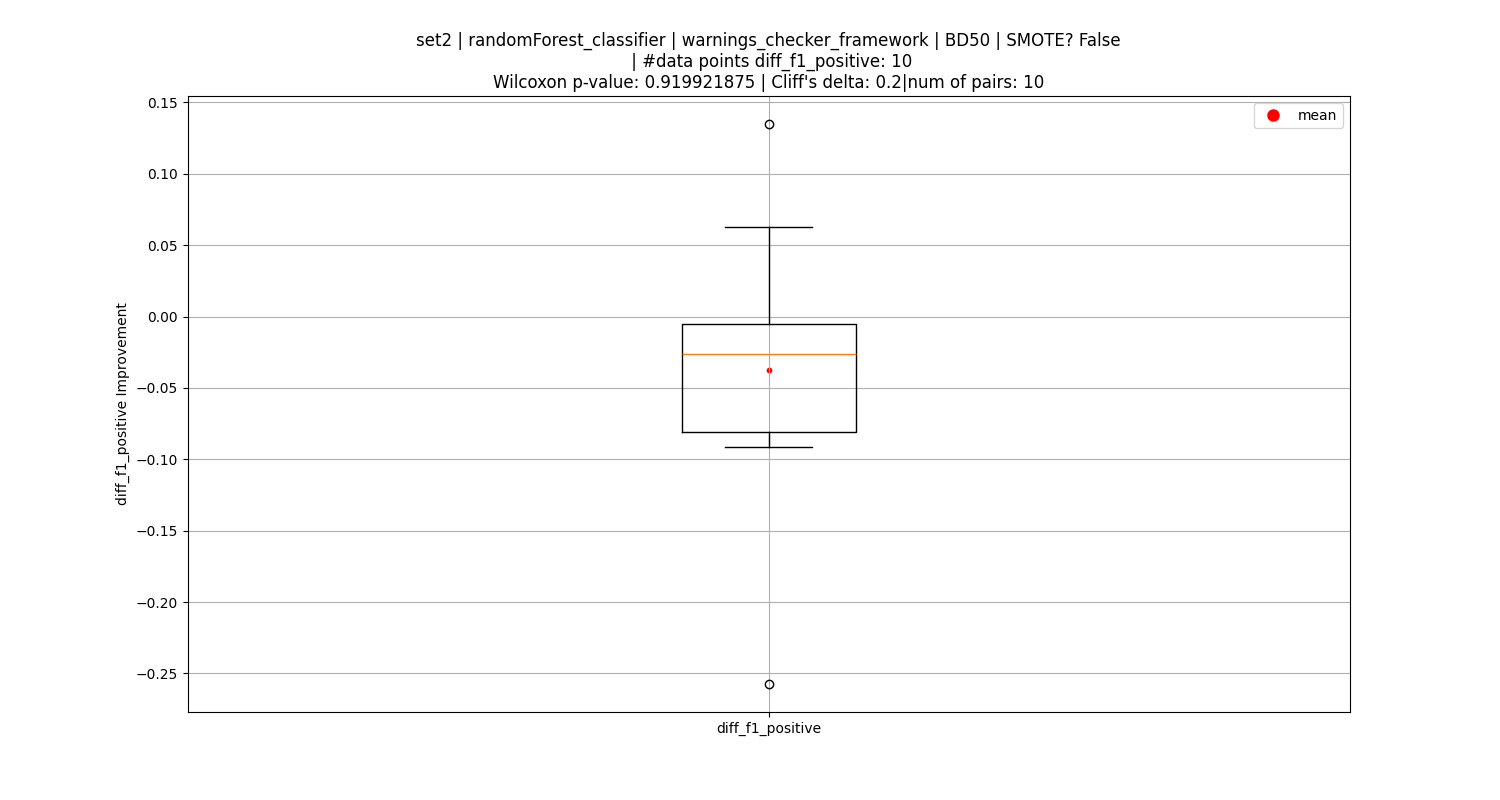 set2 | randomForest_classifier | warnings_checker_framework | BD50 | SMOTE? False
| #data points diff_f1_positive: 10
Wilcoxon p-value: 0.919921875 | Cliff's delta: 0.2|num of pairs: 10
mean
0.15
0.10
0.05
0.00
−0.05
−0.10
−0.15
−0.20
−0.25
diff_f1_positive Improvement
diff_f1_positive